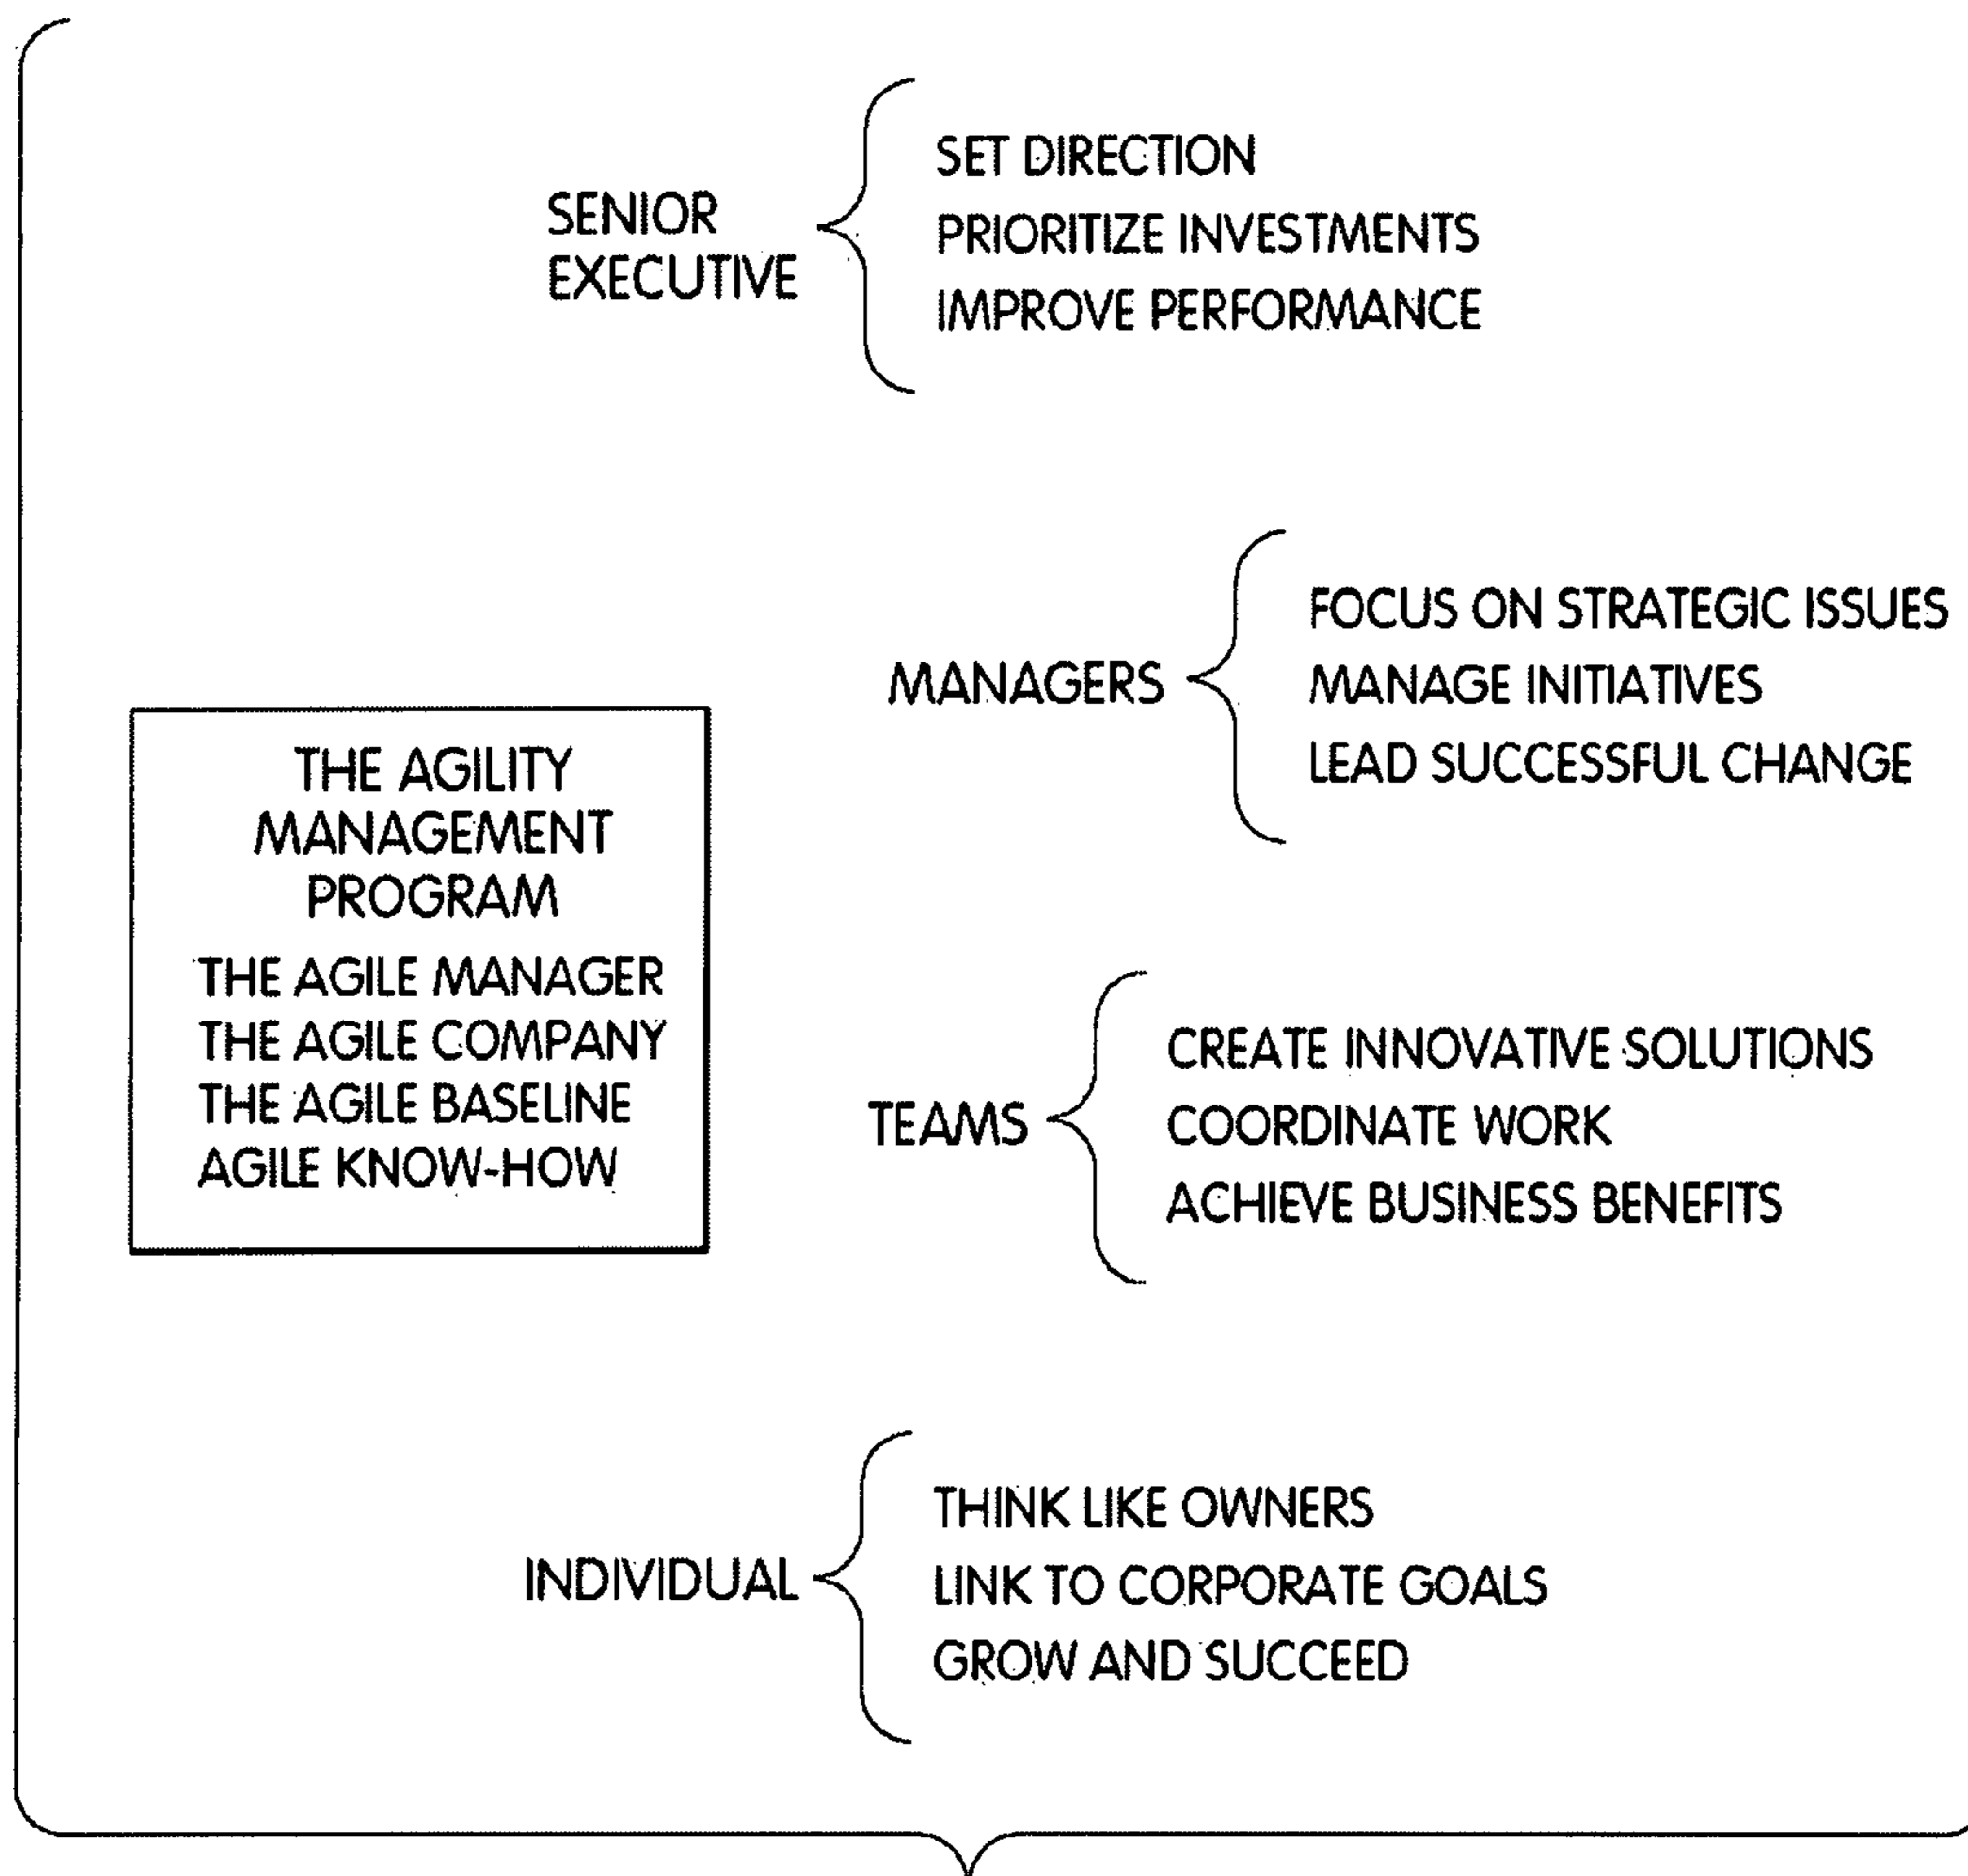 SENIOR
EXECUTIVE
SET DIRECTION
PRIORITIZE INVESTMENTS
IMPROVE PERFORMANCE
MANAGERS
FOCUS ON STRATEGIC ISSUES
MANAGE INITIATIVES
LEAD SUCCESSFUL CHANGE
THE AGILITY
MANAGEMENT
PROGRAM
THE AGILE MANAGER
THE AGILE COMPANY
THE AGILE BASELINE
AGILE KNOW-HOW
TEAMS
CREATE INNOVATIVE SOLUTIONS
COORDINATE WORK
ACHIEVE BUSINESS BENEFITS
INDIVIDUAL
THINK LIKE OWNERS
LINK TO CORPORATE GOALS
GROW AND SUCCEED